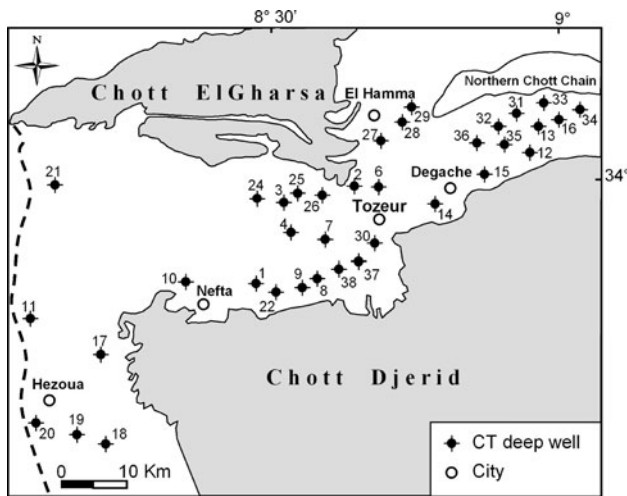 8° 30' 9°
N
Chott ElGharsa
El Hamma
Northern Chott Chain
29
28
27
31
33
34
32
13
16
36
35
12
15
21
24
3
25
26
2
6
Degache
14
34°
Tozeur
4
7
30
10
1
22
9
8
38
37
Nefta
11
17
Chott Djerid
Hezoua
20
19
18
0 10 Km
CT deep well
City